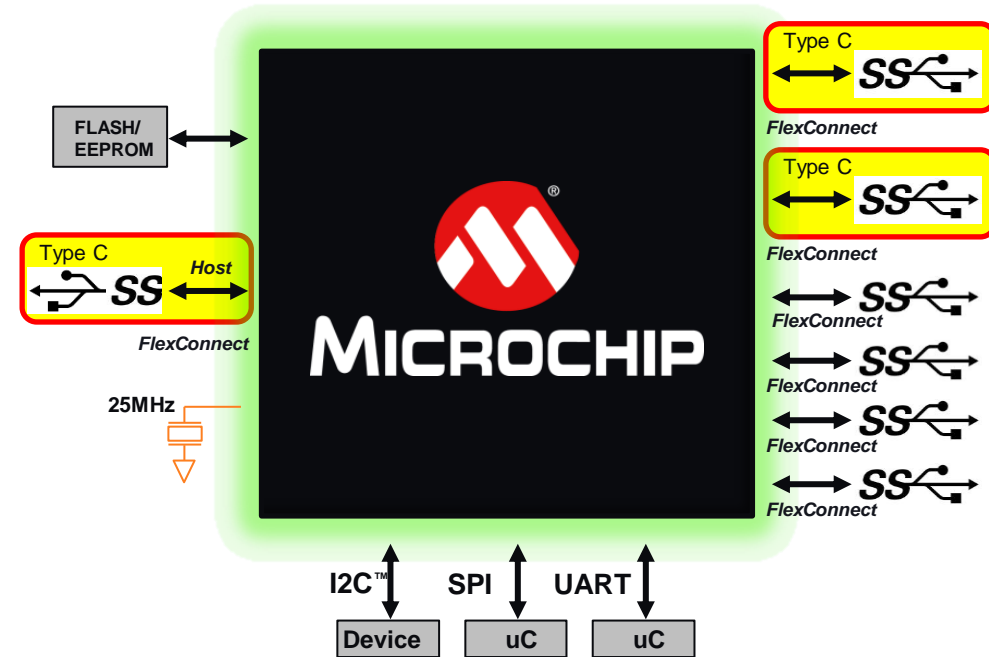 Type C
SS
FlexConnect
FLASH/
EEPROM
Type C
SS
FlexConnect
Type C
Host
SS
FlexConnect
®
MICROCHIP
SS
FlexConnect
SS
FlexConnect
25MHz
SS
FlexConnect
SS
FlexConnect
I2C™
SPI
UART
Device
uC
uC